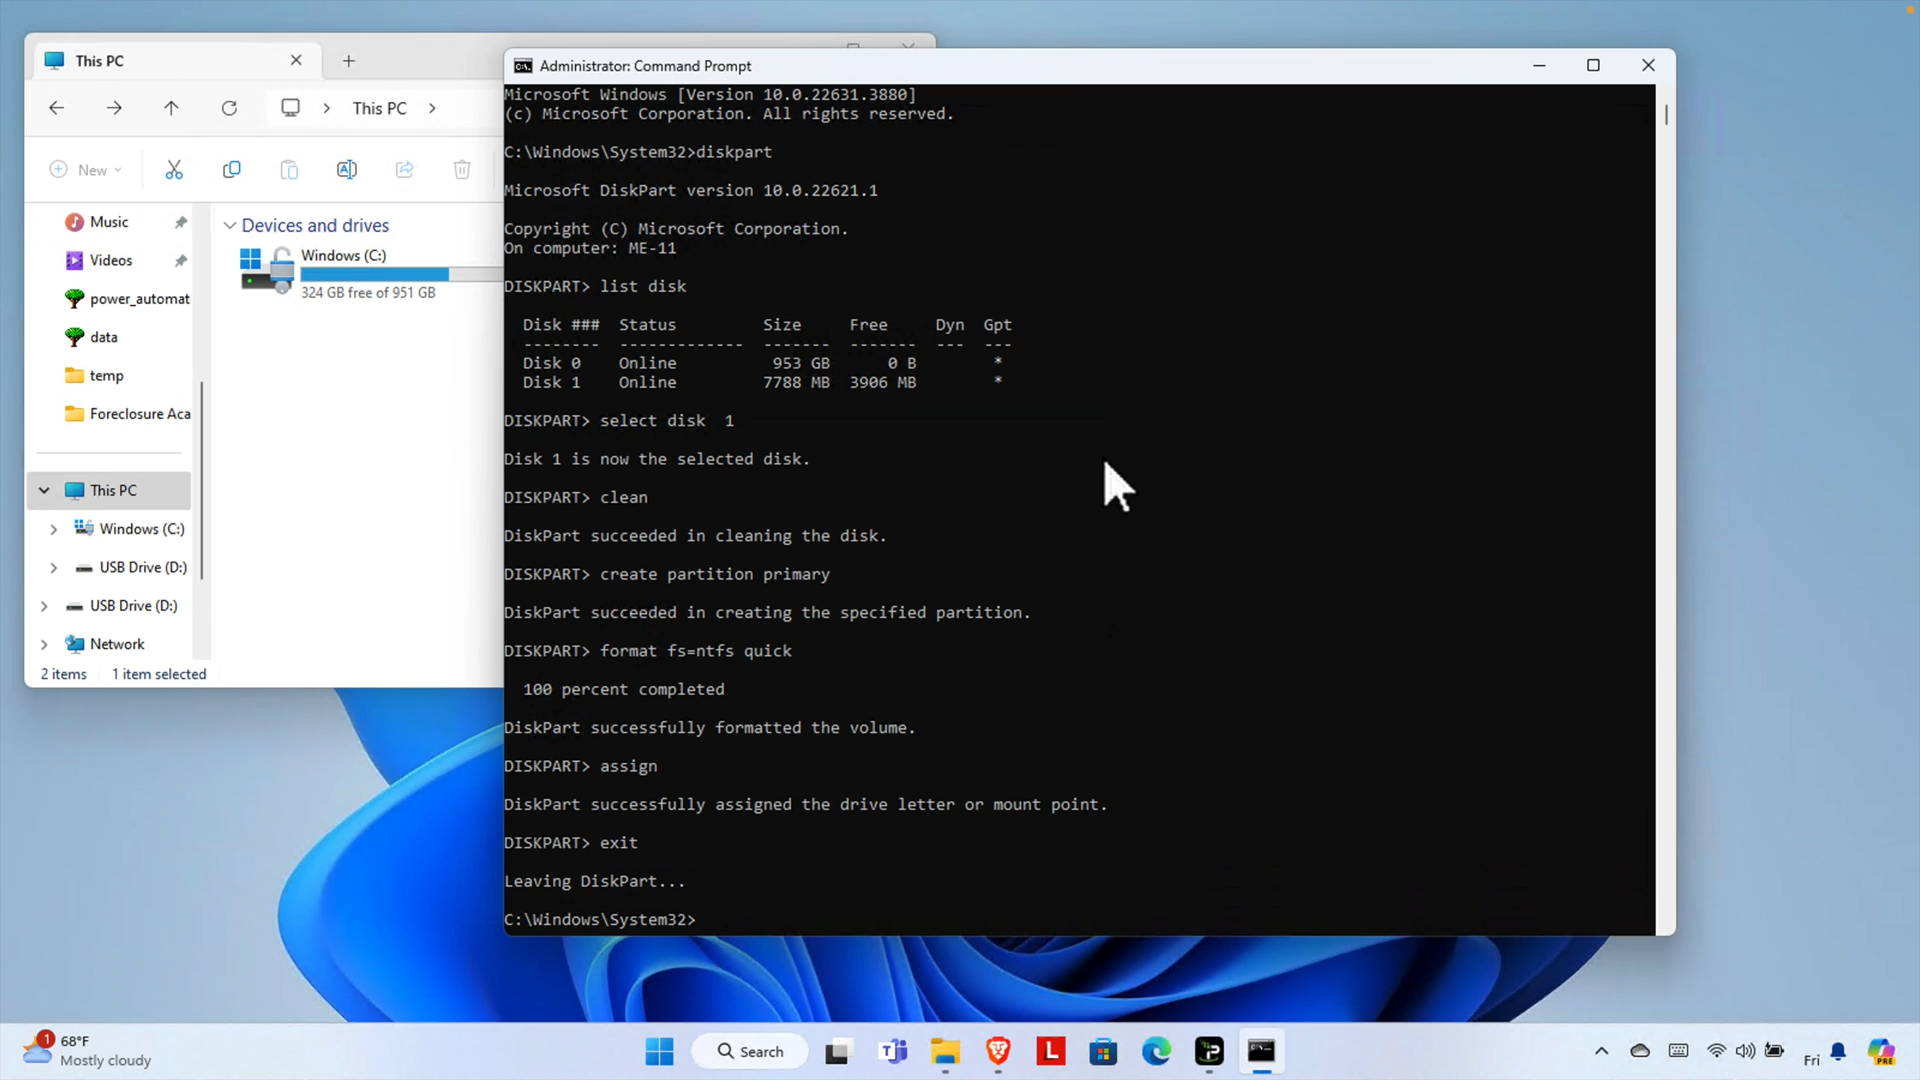 This PC
Administrator: Command Prompt
This PC
New
Music
Videos
power_automat
data
temp
Foreclosure Aca
This PC
Windows (C:)
USB Drive (D:)
USB Drive (D:)
Network
2 items 1 item selected
Devices and drives
Windows (C:)
324 GB free of 951 GB
Microsoft Windows [Version 10.0.22631.3880]
(c) Microsoft Corporation. All rights reserved.
C:\Windows\System32>diskpart
Microsoft DiskPart version 10.0.22621.1
Copyright (C) Microsoft Corporation.
On computer: ME-11
DISKPART> list disk
Disk ### Status Size Free Dyn Gpt
-------- ------------- ------- ------- --- ---
Disk 0 Online 953 GB 0 B *
Disk 1 Online 7788 MB 3906 MB *
DISKPART> select disk  1
Disk 1 is now the selected disk.
DISKPART> clean
DiskPart succeeded in cleaning the disk.
DISKPART> create partition primary
DiskPart succeeded in creating the specified partition.
DISKPART> format fs=ntfs quick
100 percent completed
DiskPart successfully formatted the volume.
DISKPART> assign
DiskPart successfully assigned the drive letter or mount point.
DISKPART> exit
Leaving DiskPart...
C:\Windows\System32>
1
68°F
Mostly cloudy
Search
L
Fri
PRE